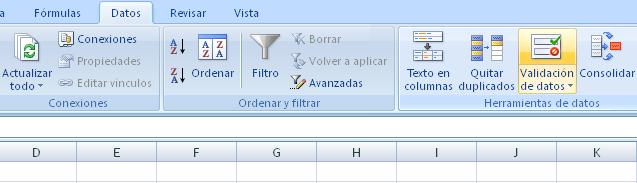 a Fórmulas Datos Revisar Vista
Actualizar todo
Conexiones
Propiedades
Editar vínculos
Conexiones
A Z
Z A
A Z Z A
Ordenar
Filtro
Borrar
Volver a aplicar
Avanzadas
Ordenar y filtrar
Texto en columnas
Quitar duplicados
Validación de datos
Consolidar
Herramientas de datos
D E F G H I J K